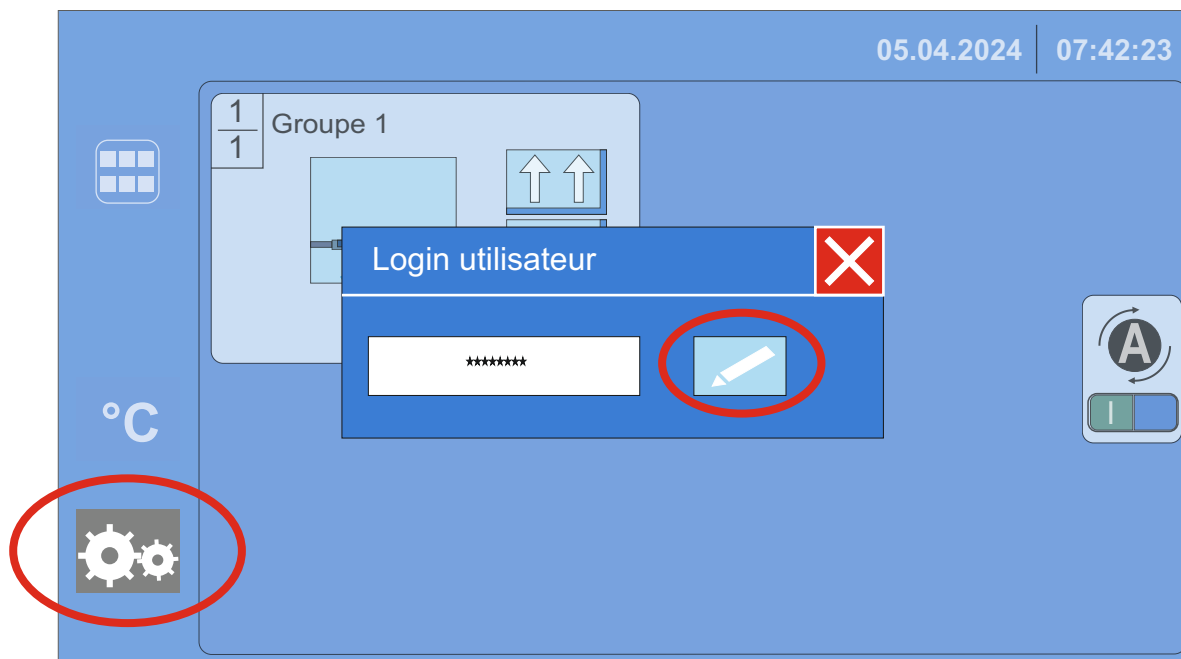 05.04.2024 07:42:23
1
1
Groupe 1
Login utilisateur
********
°C
A
I